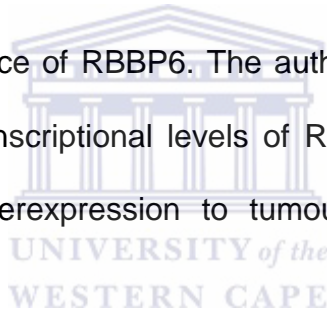 ce of RBBP6. The auth
nscriptional levels of R
erexpression to tumou
UNIVERSITY of the
WESTERN CAPE